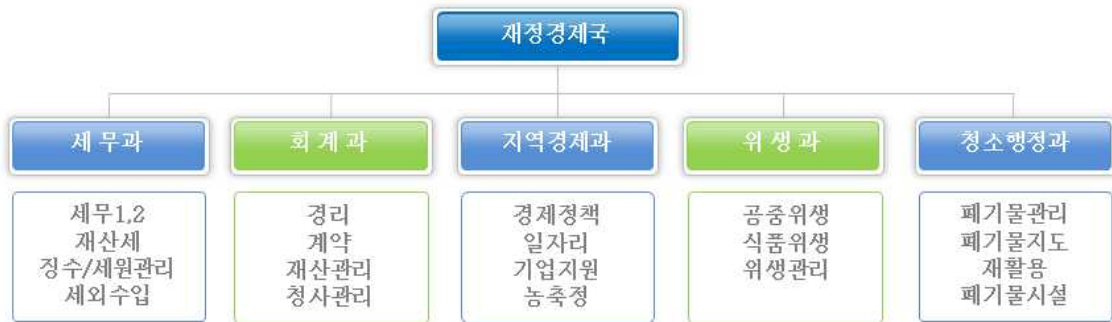 재정경제국
세 무과
회 계 과
지역경제과
위 생 과
청소행정과
세무1,2
재산세
징수/세원관리
세외수입
경리
계약
재산관리
청사관리
경제정책
일자리
기업지원
농축정
공중위생
식품위생
위생관리
폐기물관리
폐기물지도
재활용
폐기물시설